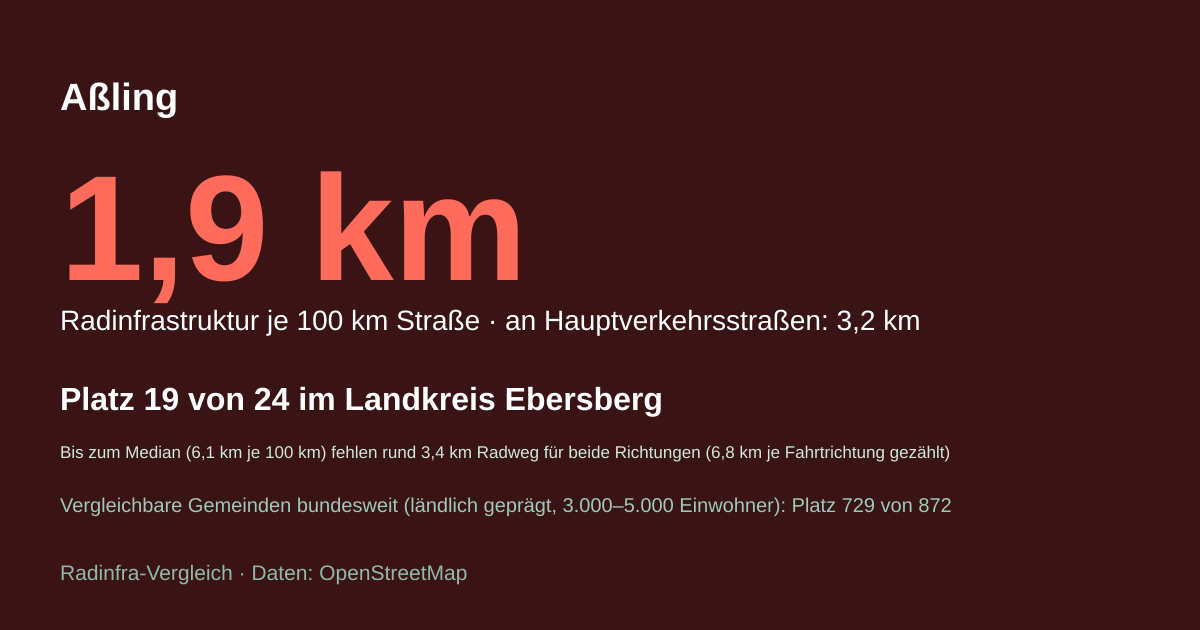 Aßling
1,9 km
Radinfrastruktur je 100 km Straße · an Hauptverkehrsstraßen: 3,2 km
Platz 19 von 24 im Landkreis Ebersberg
Bis zum Median (6,1 km je 100 km) fehlen rund 3,4 km Radweg für beide Richtungen (6,8 km je Fahrtrichtung gezählt)
Vergleichbare Gemeinden bundesweit (ländlich geprägt, 3.000–5.000 Einwohner): Platz 729 von 872
Radinfra-Vergleich · Daten: OpenStreetMap